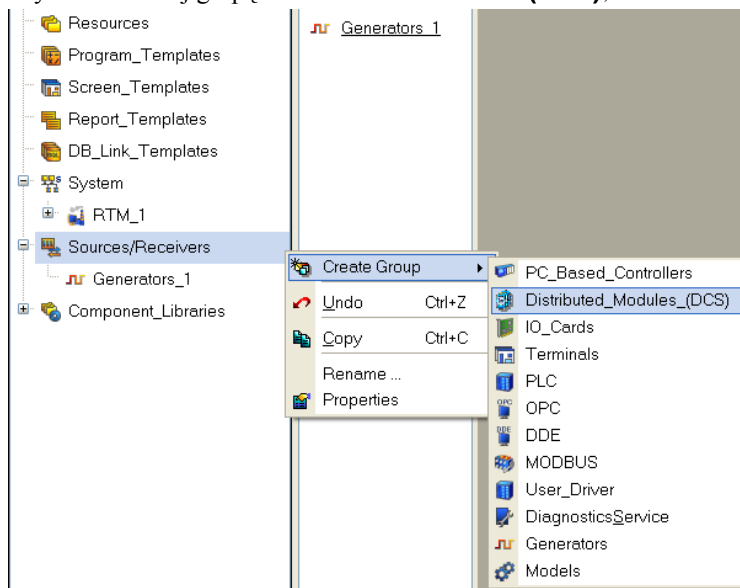 Resources
Program_Templates
Screen_Templates
Report_Templates
DB_Link_Templates
System
RTM_1
Sources/Receivers
Generators_1
Component_Libraries
Generators_1
Create Group
Undo Ctrl+Z
Copy Ctrl+C
Rename ...
Properties
PC_Based_Controllers
Distributed_Modules_(DCS)
IO_Cards
Terminals
PLC
OPC
DDE
MODBUS
User_Driver
DiagnosticsService
Generators
Models